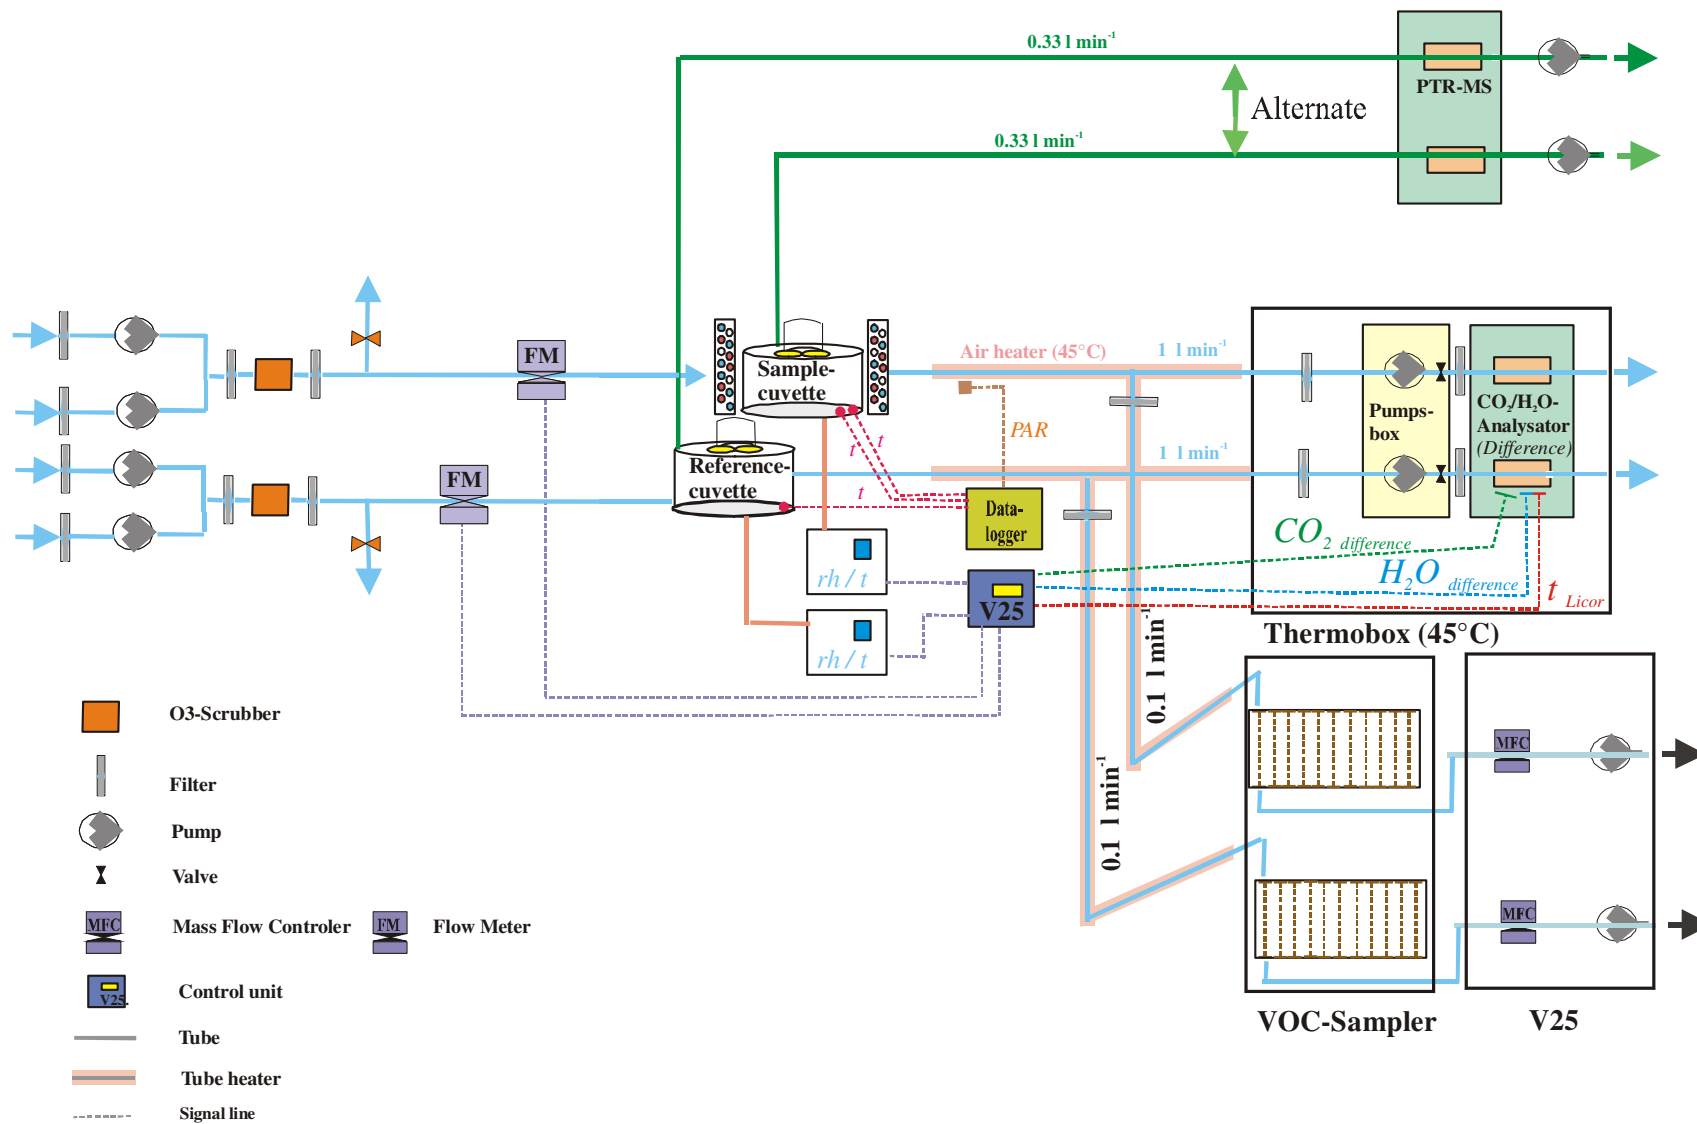 0.33 l min⁻¹
PTR-MS
Alternate
0.33 l min⁻¹
FM
Sample-
cuvette
Air heater (45°C)
1 l min⁻¹
Pumps-
box
CO₂/H₂O-
Analysator
(Difference)
PAR
t
t
FM
Reference-
cuvette
t
1 l min⁻¹
Data-
logger
CO₂ difference
H₂O difference
t Licor
rh / t
V25
rh / t
Thermobox (45°C)
0.1 l min⁻¹
0.1 l min⁻¹
MFC
MFC
VOC-Sampler
V25
O3-Scrubber
Filter
Pump
Valve
MFC
Mass Flow Controler
FM
Flow Meter
V25.
Control unit
Tube
Tube heater
Signal line